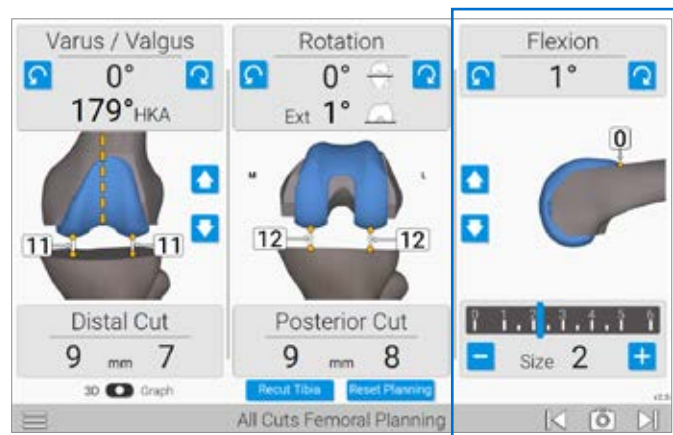 Varus / Valgus
0°
179°HKA
11 11
Distal Cut
9 mm 7
3D Graph
Rotation
0°
Ext 1°
M L
12 12
Posterior Cut
9 mm 8
Recut Tibia Reset Planning
Flexion
1°
0
0 1 2 3 4 5 6
Size 2
All Cuts Femoral Planning